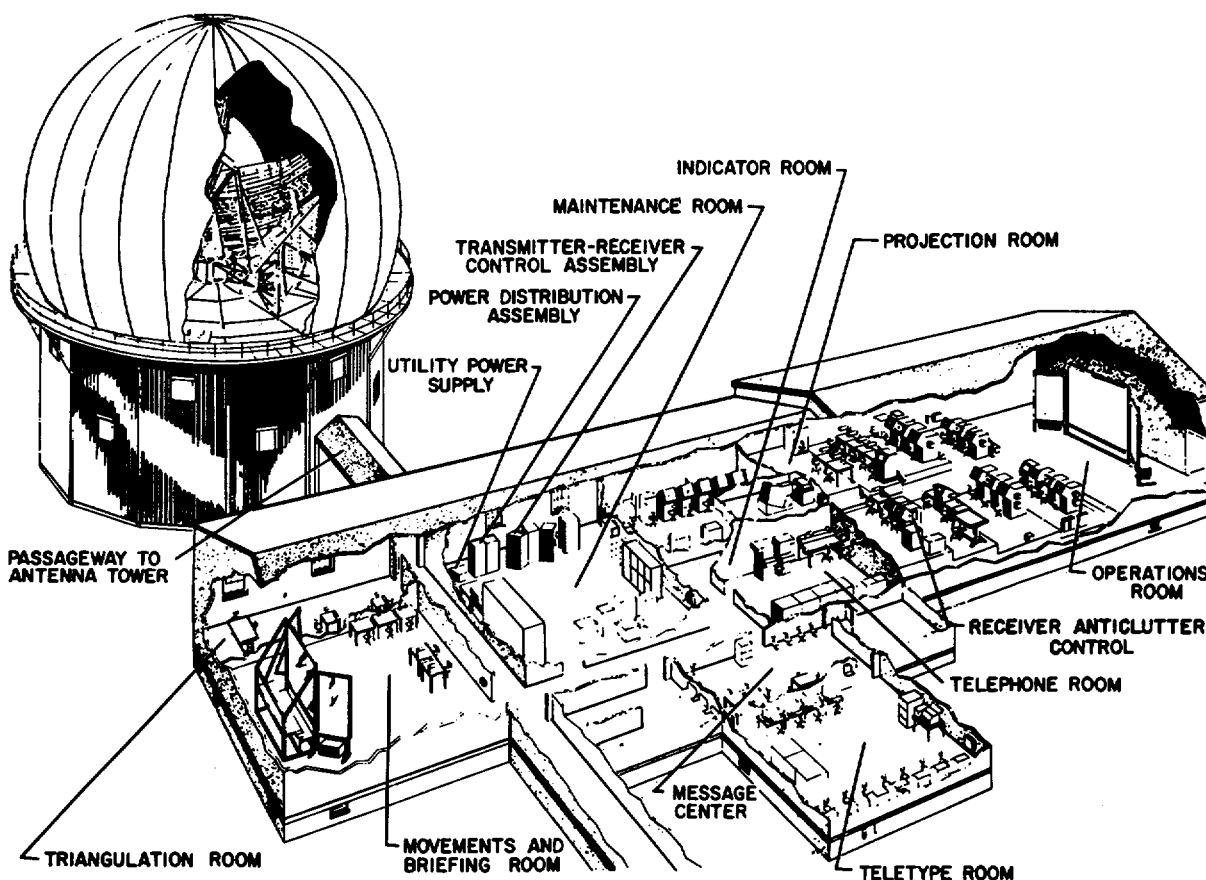 INDICATOR ROOM
MAINTENANCE ROOM
PROJECTION ROOM
TRANSMITTER-RECEIVER
CONTROL ASSEMBLY
POWER DISTRIBUTION
ASSEMBLY
UTILITY POWER
SUPPLY
PASSAGEWAY TO
ANTENNA TOWER
OPERATIONS
ROOM
RECEIVER ANTICLUTTER
CONTROL
TELEPHONE ROOM
MESSAGE
CENTER
TRIANGULATION ROOM
MOVEMENTS AND
BRIEFING ROOM
TELETYPE ROOM